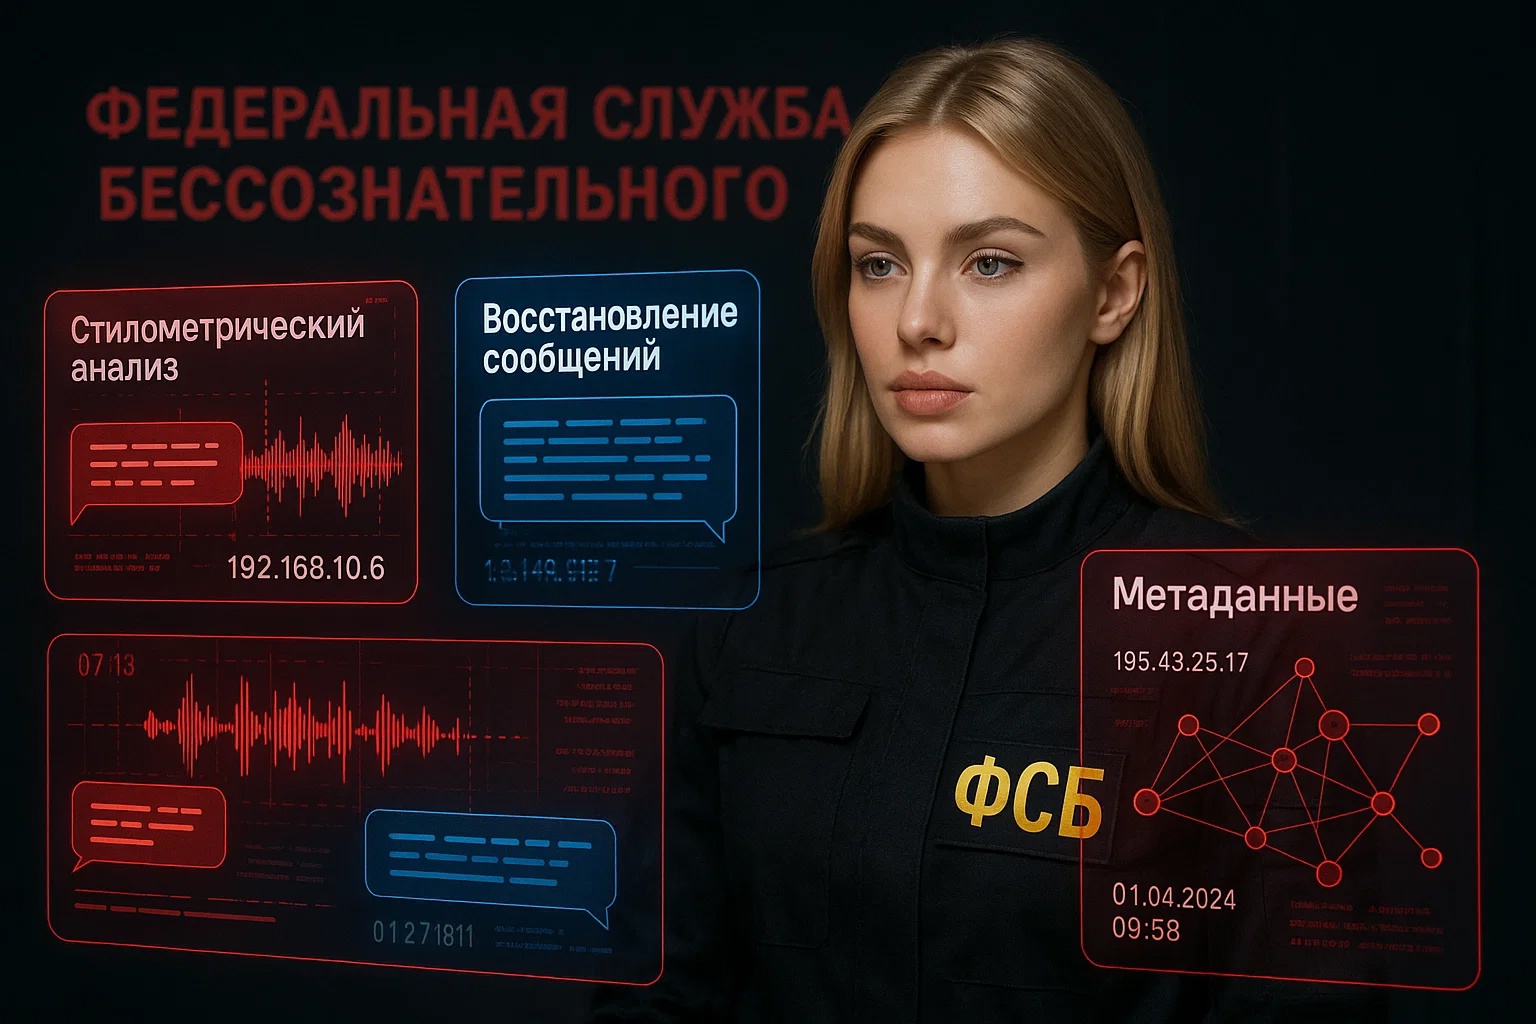 ФЕДЕРАЛЬНАЯ СЛУЖБА
БЕССОЗНАТЕЛЬНОГО
Стилометрический
анализ
192.168.10.6
Восстановление
сообщений
07:13
01271811
ФСБ
Метаданные
195.43.25.17
01.04.2024
09:58